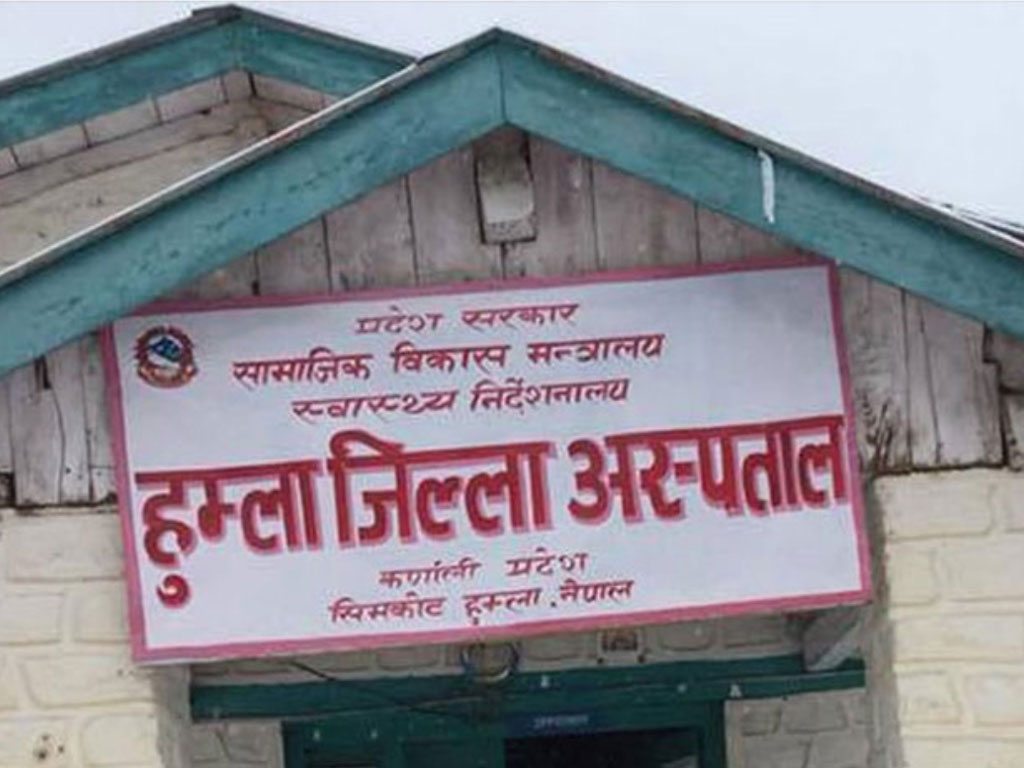 प्रदेश सरकार
सामाजिक विकास मन्त्रालय
स्वास्थ्य निर्देशनालय
हुम्ला जिल्ला अस्पताल
कर्णाली प्रदेश
सिमकोट हुम्ला, नेपाल